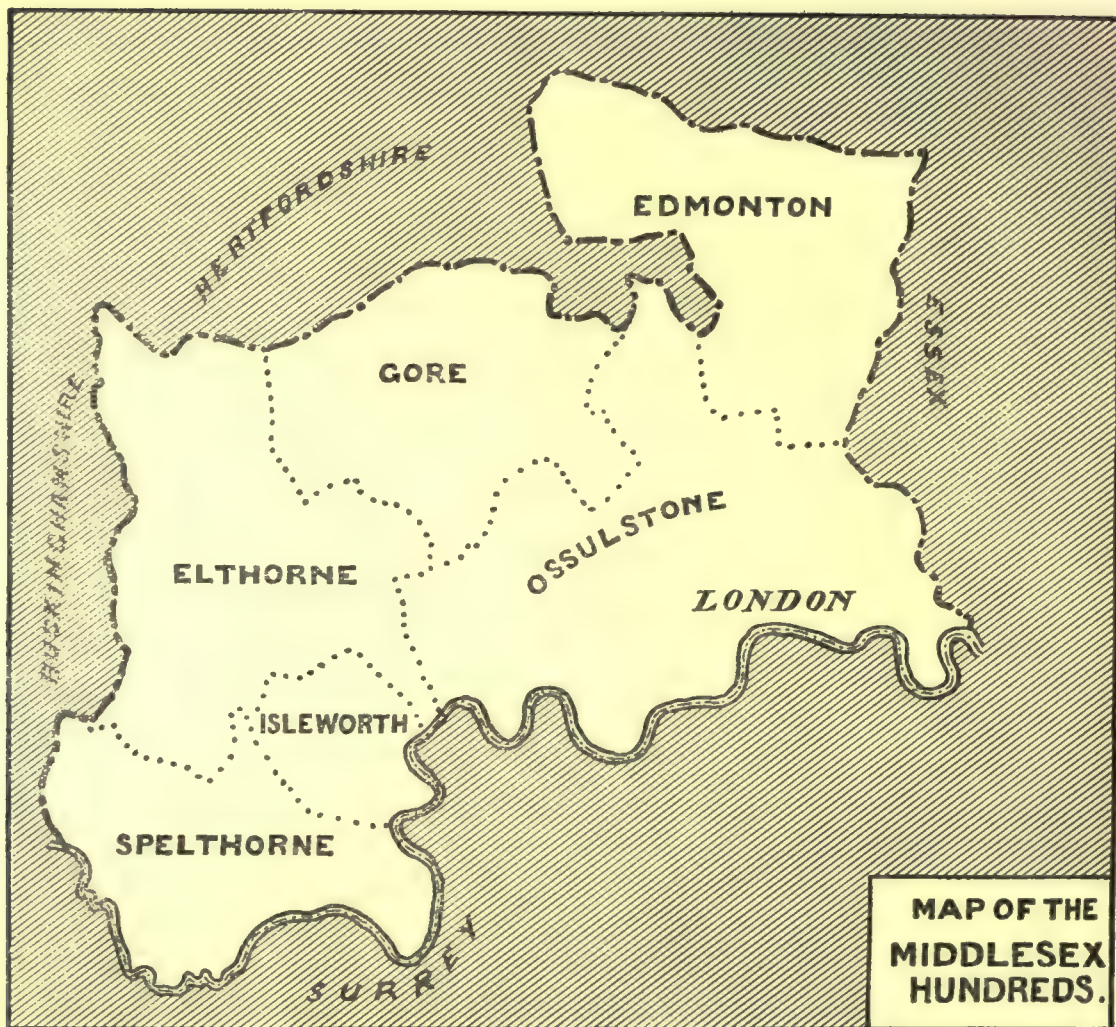 HERTFORDSHIRE
EDMONTON
ESSEX
GORE
BUCKINGHAMSHIRE
OSSULSTONE
ELTHORNE
LONDON
ISLEWORTH
SPELTHORNE
SURREY
MAP OF THE
MIDDLESEX
HUNDREDS.